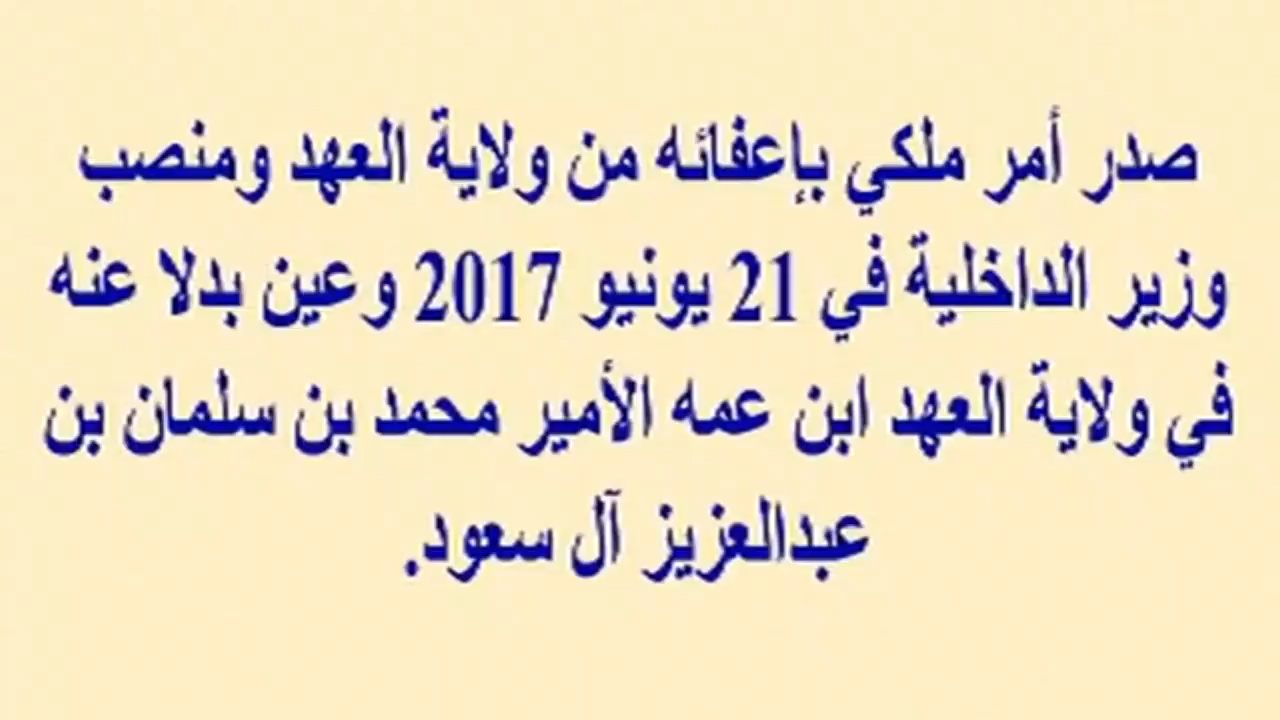 صدر أمر ملكي بإعفائه من ولاية العهد ومنصب
وزير الداخلية في 21 يونيو 2017 وعين بدلا عنه
في ولاية العهد ابن عمه الأمير محمد بن سلمان بن
عبدالعزيز آل سعود.